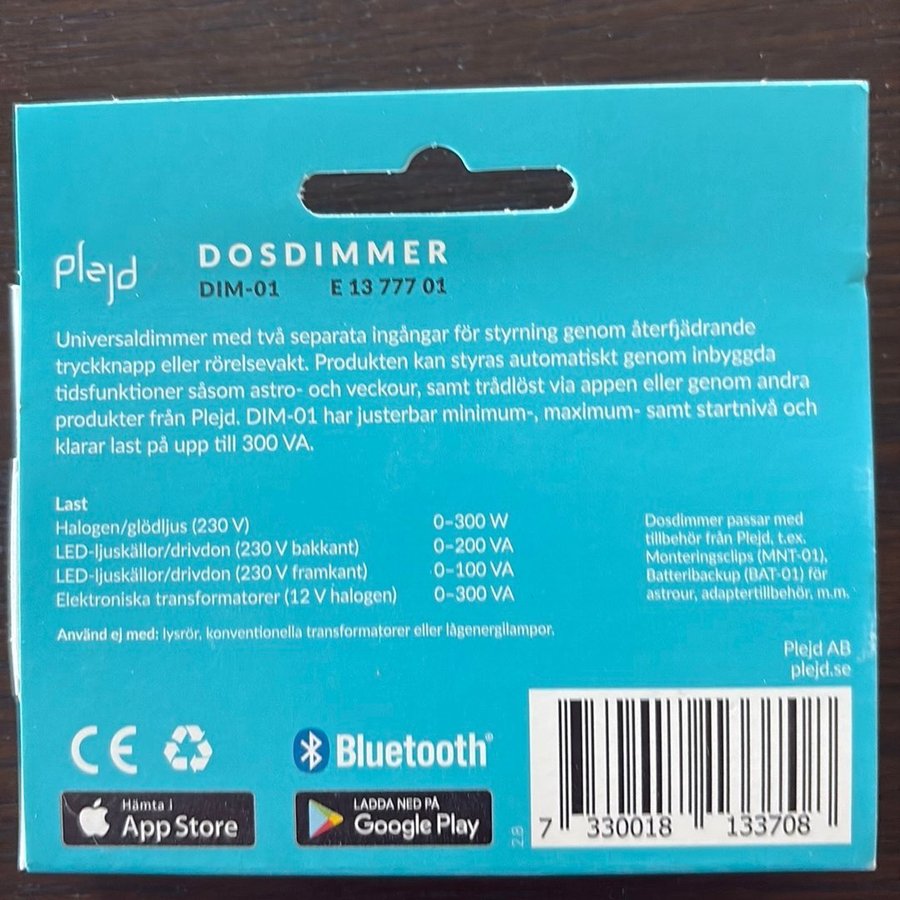 plejd
DOSDIMMER
DIM-01 E 13 777 01
Universaldimmer med två separata ingångar för styrning genom återfjädrande
tryckknapp eller rörelsevakt. Produkten kan styras automatiskt genom inbyggda
tidsfunktioner såsom astro- och veckour, samt trådlöst via appen eller genom andra
produkter från Plejd. DIM-01 har justerbar minimum-, maximum- samt startnivå och
klarar last på upp till 300 VA.
Last
Halogen/glödljus (230 V) 0–300 W
LED-ljuskällor/drivdon (230 V bakkant) 0–200 VA
LED-ljuskällor/drivdon (230 V framkant) 0–100 VA
Elektroniska transformatorer (12 V halogen) 0–300 VA
Använd ej med: lysrör, konventionella transformatorer eller lågenergilampor.
Dosdimmer passar med
tillbehör från Plejd, t.ex.
Monteringsclips (MNT-01),
Batteribackup (BAT-01) för
astrour, adaptertillbehör, m.m.
Plejd AB
plejd.se
CE
Bluetooth®
Hämta i
App Store
LADDA NED PÅ
Google Play
2.8
7 330018 133708